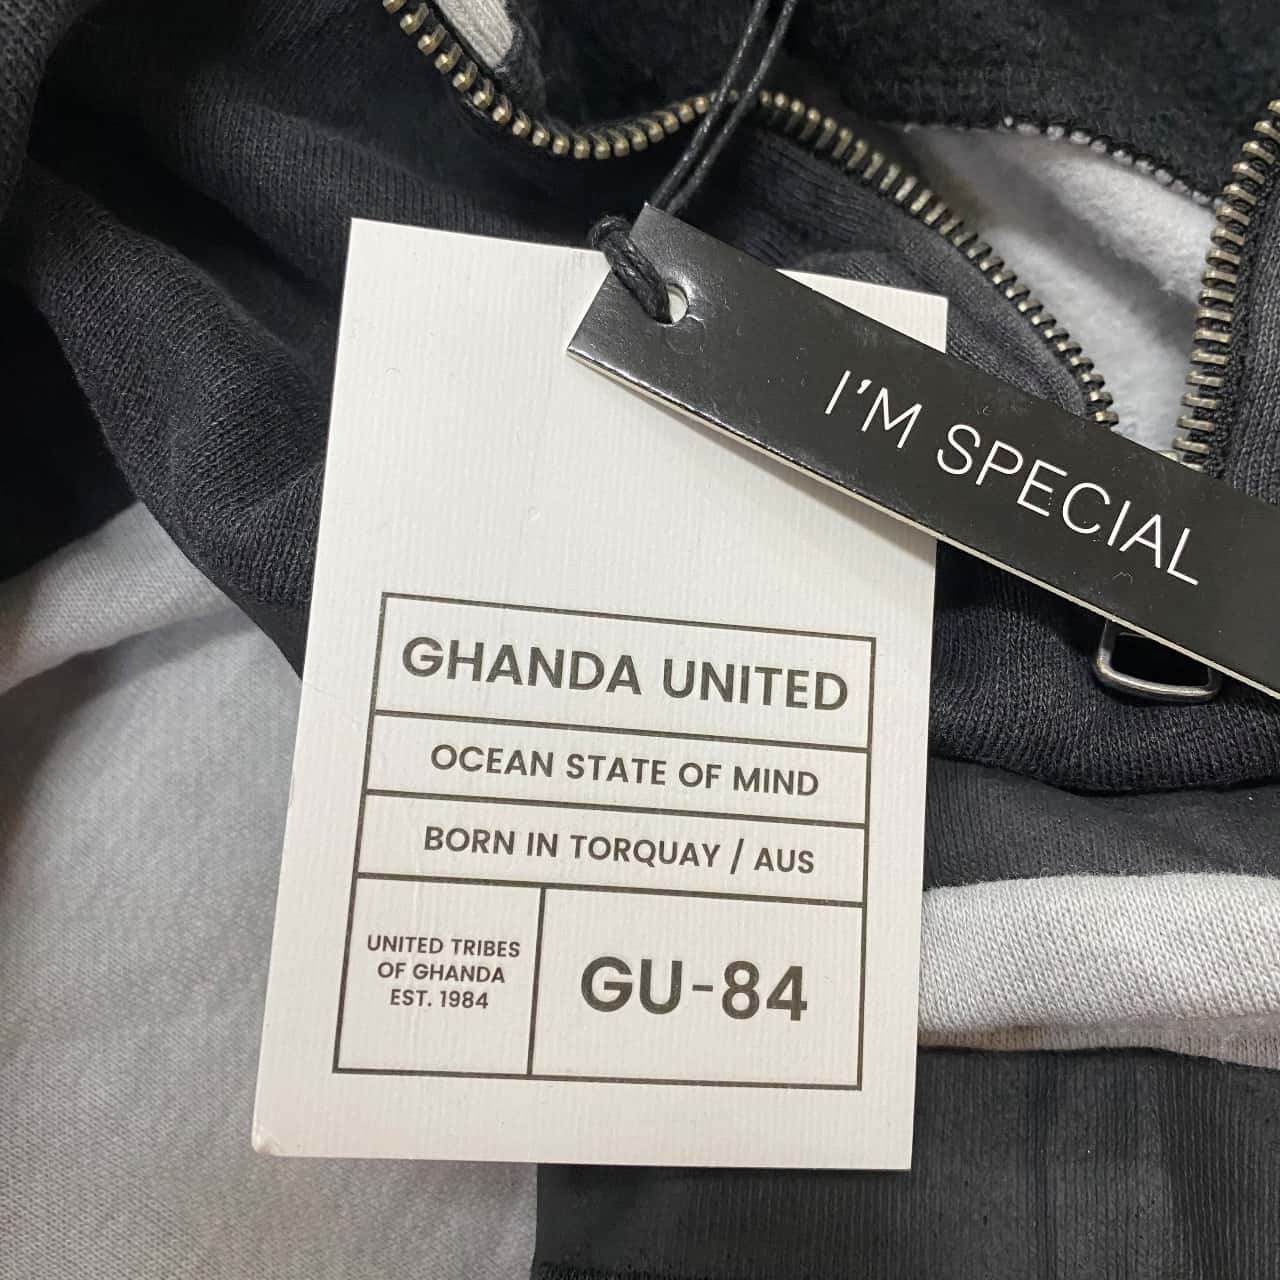 I'M SPECIAL
GHANDA UNITED
OCEAN STATE OF MIND
BORN IN TORQUAY / AUS
UNITED TRIBES
OF GHANDA
EST. 1984
GU-84